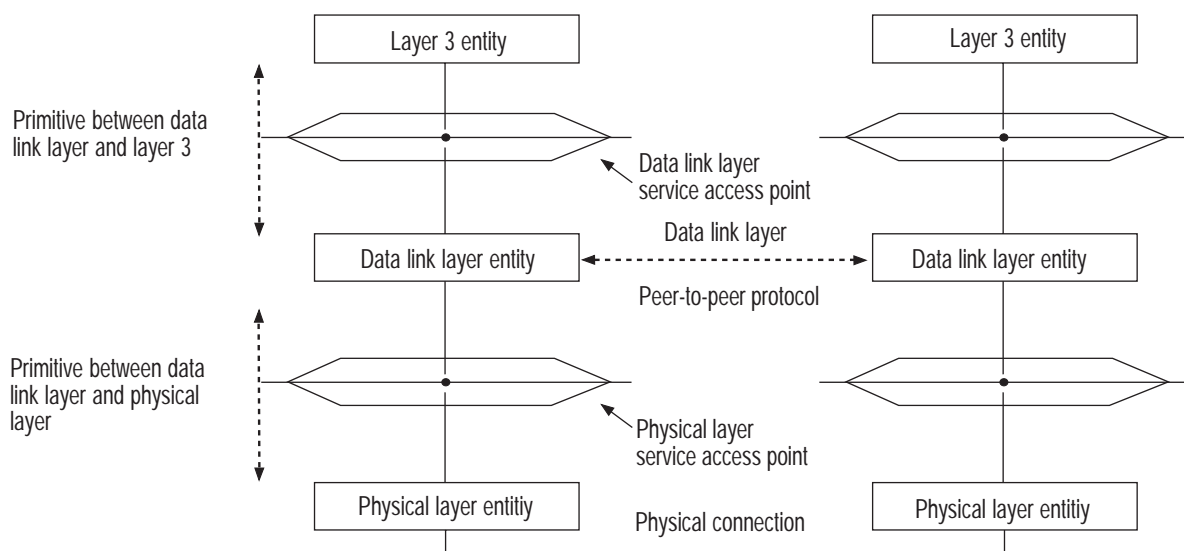 Layer 3 entity
Layer 3 entity
Primitive between data
link layer and layer 3
Data link layer
service access point
Data link layer
Data link layer entity
Data link layer entity
Peer-to-peer protocol
Primitive between data
link layer and physical
layer
Physical layer
service access point
Physical layer entitiy
Physical layer entitiy
Physical connection